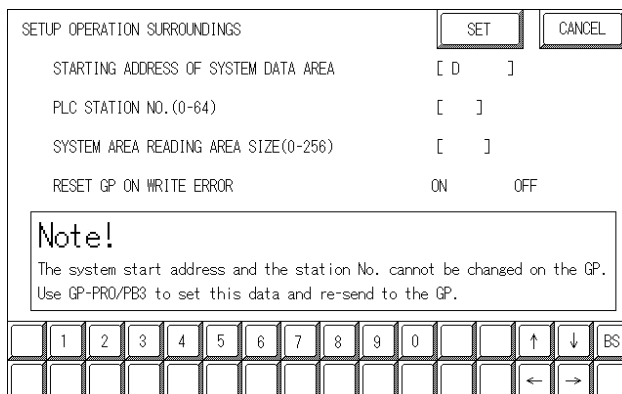 SETUP OPERATION SURROUNDINGS SET CANCEL
STARTING ADDRESS OF SYSTEM DATA AREA [ D ]
PLC STATION NO.(0-64) [ ]
SYSTEM AREA READING AREA SIZE(0-256) [ ]
RESET GP ON WRITE ERROR ON OFF
Note!
The system start address and the station No. cannot be changed on the GP.
Use GP-PRO/PB3 to set this data and re-send to the GP.
1 2 3 4 5 6 7 8 9 0 ↑ ↓ BS
← →